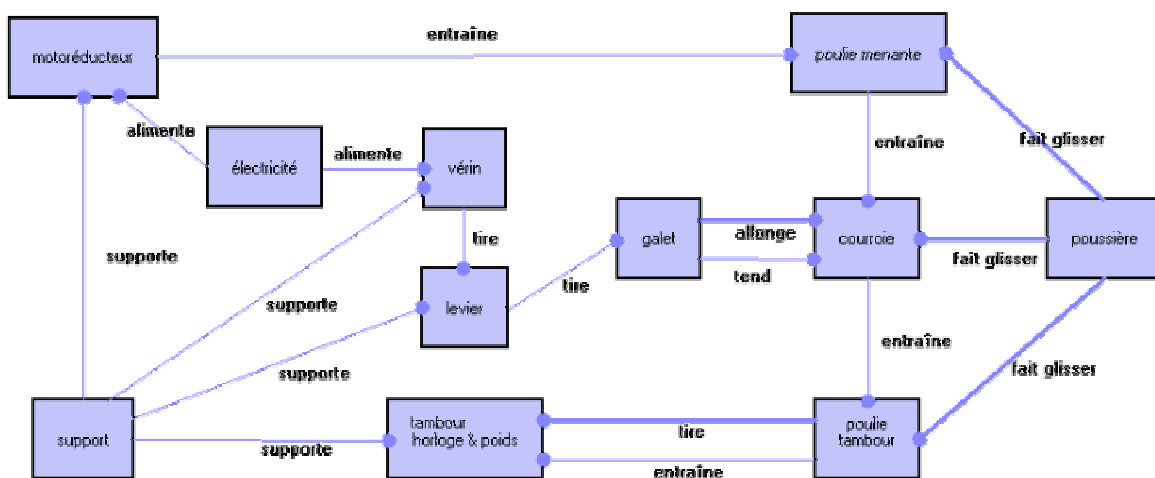 entraîne
motoréducteur
poulie menante
alimente
électricité
alimente
vérin
entraîne
fait glisser
supporte
tire
galet
allonge
courroie
poussière
tend
fait glisser
supporte
levier
tire
supporte
entraîne
fait glisser
support
supporte
tambour
horloge & poids
tire
entraîne
poulie
tambour